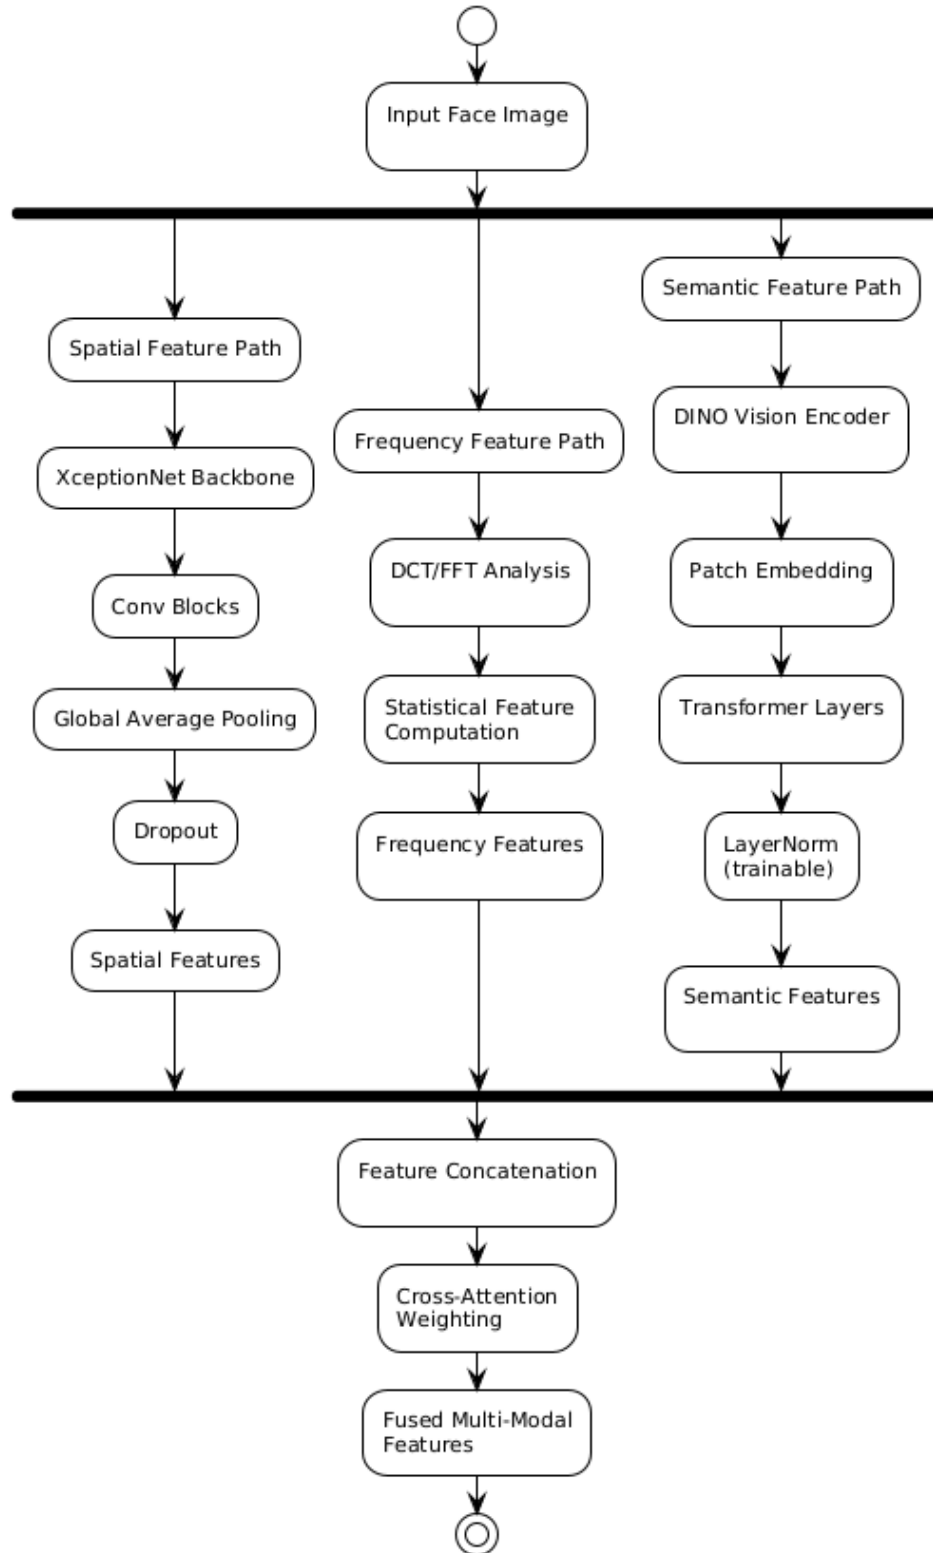 Input Face Image
Spatial Feature Path
XceptionNet Backbone
Conv Blocks
Global Average Pooling
Dropout
Spatial Features
Frequency Feature Path
DCT/FFT Analysis
Statistical Feature
Computation
Frequency Features
Semantic Feature Path
DINO Vision Encoder
Patch Embedding
Transformer Layers
LayerNorm
(trainable)
Semantic Features
Feature Concatenation
Cross-Attention
Weighting
Fused Multi-Modal
Features